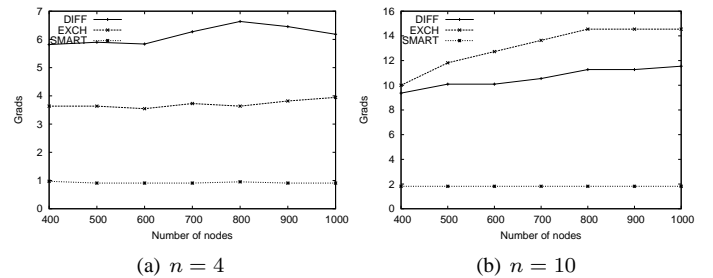 DIFF
EXCH
SMART
7
6
5
4
3
2
1
0
Grads
400 500 600 700 800 900 1000
Number of nodes
(a) n = 4
DIFF
EXCH
SMART
16
14
12
10
8
6
4
2
0
Grads
400 500 600 700 800 900 1000
Number of nodes
(b) n = 10